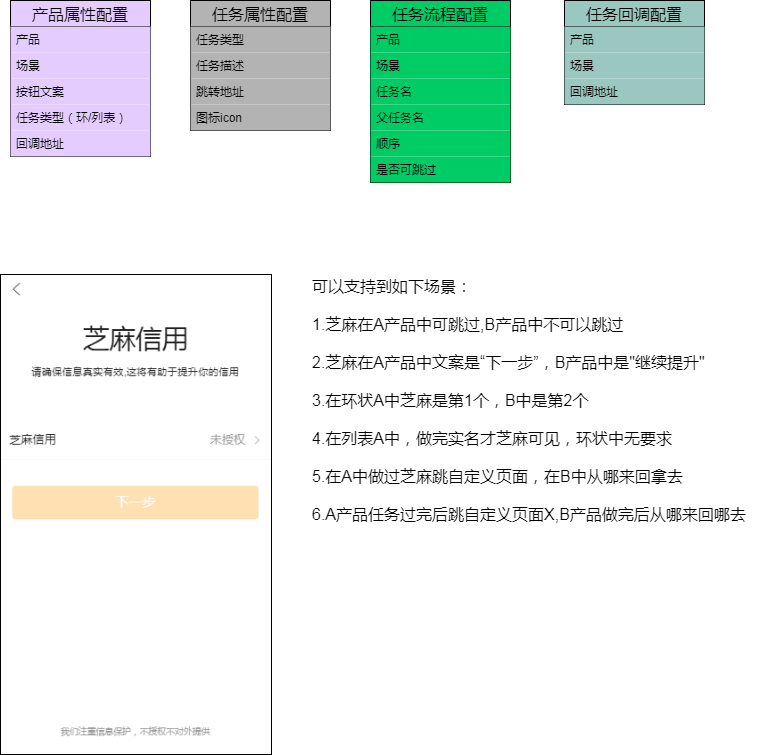 产品属性配置
产品
场景
按钮文案
任务类型（环/列表）
回调地址
任务属性配置
任务类型
任务描述
跳转地址
图标icon
任务流程配置
产品
场景
任务名
父任务名
顺序
是否可跳过
任务回调配置
产品
场景
回调地址
芝麻信用
请确保信息真实有效,这将有助于提升你的信用
芝麻信用 未授权
下一步
我们注重信息保护，不授权不对外提供
可以支持到如下场景：
1.芝麻在A产品中可跳过,B产品中不可以跳过
2.芝麻在A产品中文案是“下一步”，B产品中是"继续提升"
3.在环状A中芝麻是第1个，B中是第2个
4.在列表A中，做完实名才芝麻可见，环状中无要求
5.在A中做过芝麻跳自定义页面，在B中从哪来回拿去
6.A产品任务过完后跳自定义页面X,B产品做完后从哪来回哪去